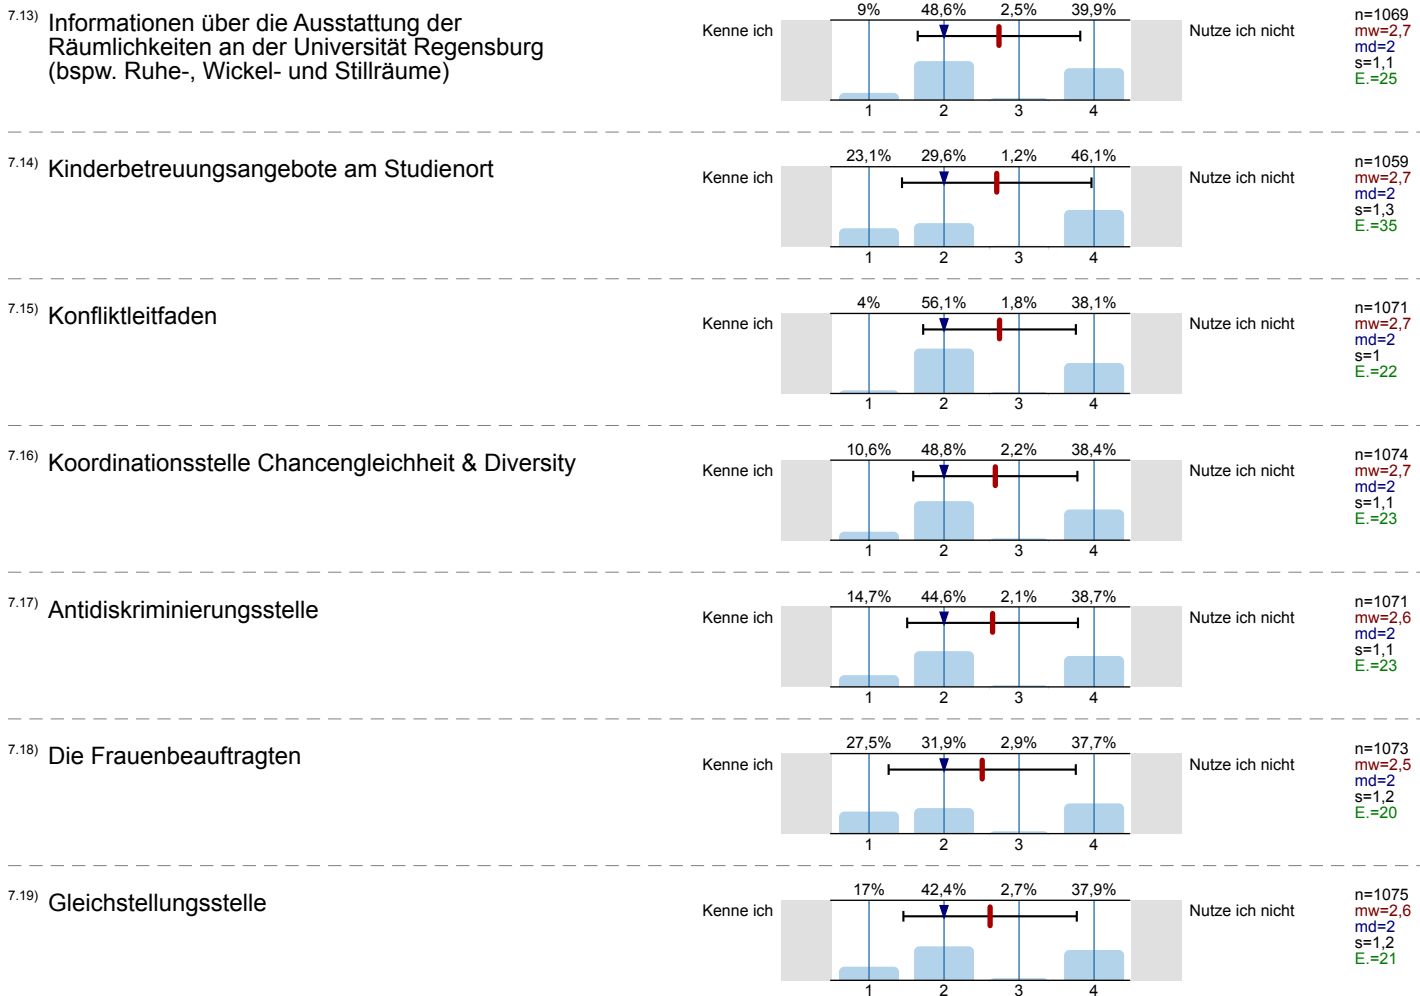 7.13) Informationen über die Ausstattung der
Räumlichkeiten an der Universität Regensburg
(bspw. Ruhe-, Wickel- und Stillräume)
Kenne ich
9% 48,6% 2,5% 39,9%
1 2 3 4
Nutze ich nicht
n=1069
mw=2,7
md=2
s=1,1
E.=25
7.14) Kinderbetreuungsangebote am Studienort
Kenne ich
23,1% 29,6% 1,2% 46,1%
1 2 3 4
Nutze ich nicht
n=1059
mw=2,7
md=2
s=1,3
E.=35
7.15) Konfliktleitfaden
Kenne ich
4% 56,1% 1,8% 38,1%
1 2 3 4
Nutze ich nicht
n=1071
mw=2,7
md=2
s=1
E.=22
7.16) Koordinationsstelle Chancengleichheit & Diversity
Kenne ich
10,6% 48,8% 2,2% 38,4%
1 2 3 4
Nutze ich nicht
n=1074
mw=2,7
md=2
s=1,1
E.=23
7.17) Antidiskriminierungsstelle
Kenne ich
14,7% 44,6% 2,1% 38,7%
1 2 3 4
Nutze ich nicht
n=1071
mw=2,6
md=2
s=1,1
E.=23
7.18) Die Frauenbeauftragten
Kenne ich
27,5% 31,9% 2,9% 37,7%
1 2 3 4
Nutze ich nicht
n=1073
mw=2,5
md=2
s=1,2
E.=20
7.19) Gleichstellungsstelle
Kenne ich
17% 42,4% 2,7% 37,9%
1 2 3 4
Nutze ich nicht
n=1075
mw=2,6
md=2
s=1,2
E.=21